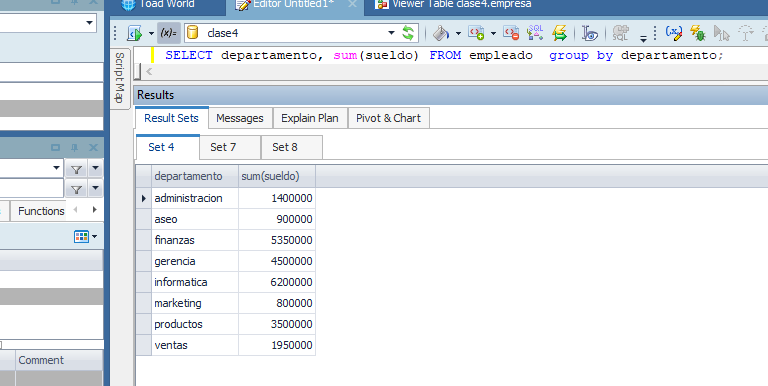 Toad World Editor Untitled1* Viewer Table clase4.empresa
(x)= clase4
SELECT departamento, sum(sueldo) FROM empleado group by departamento;
Script Map
Results
Result Sets Messages Explain Plan Pivot & Chart
Set 4 Set 7 Set 8
departamento sum(sueldo)
administracion 1400000
aseo 900000
finanzas 5350000
gerencia 4500000
informatica 6200000
marketing 800000
productos 3500000
ventas 1950000
Functions
Comment